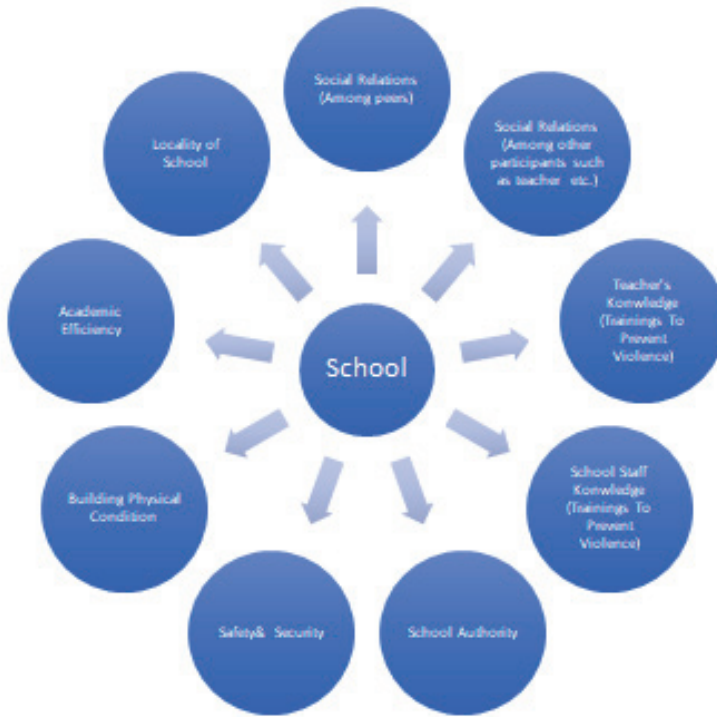 Social Relations
(Among peers)
Social Relations
(Among other
participants such
as teacher etc.)
Teacher's
Konwledge
(Trainings To
Prevent
Violence)
School Staff
Konwledge
(Trainings To
Prevent
Violence)
School Authority
Safety& Security
Building Physical
Condition
Academic
Efficiency
Locality of
School
School